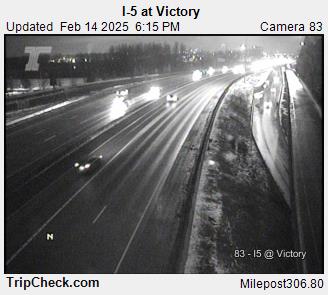 I-5 at Victory
Updated  Feb 14 2025  6:15 PM
Camera 83
T
N
83 - I5 @ Victory
TripCheck.com
Milepost306.80